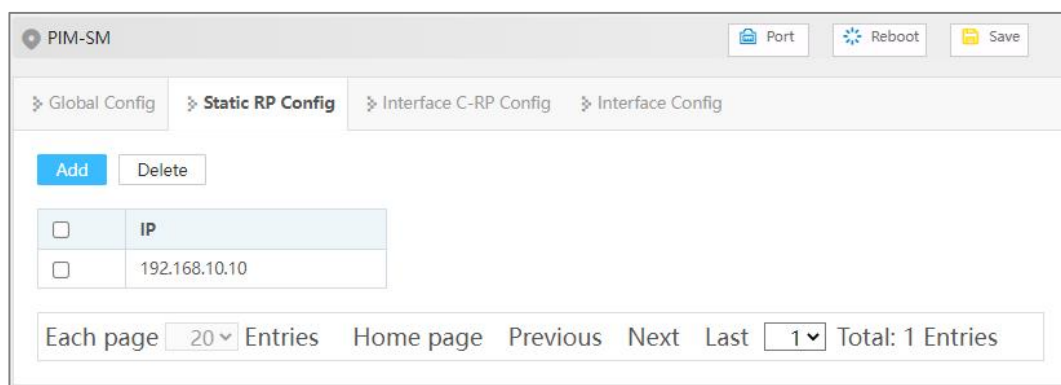 PIM-SM Port Reboot Save
Global Config Static RP Config Interface C-RP Config Interface Config
Add Delete
IP
192.168.10.10
Each page 20 Entries Home page Previous Next Last 1 Total: 1 Entries